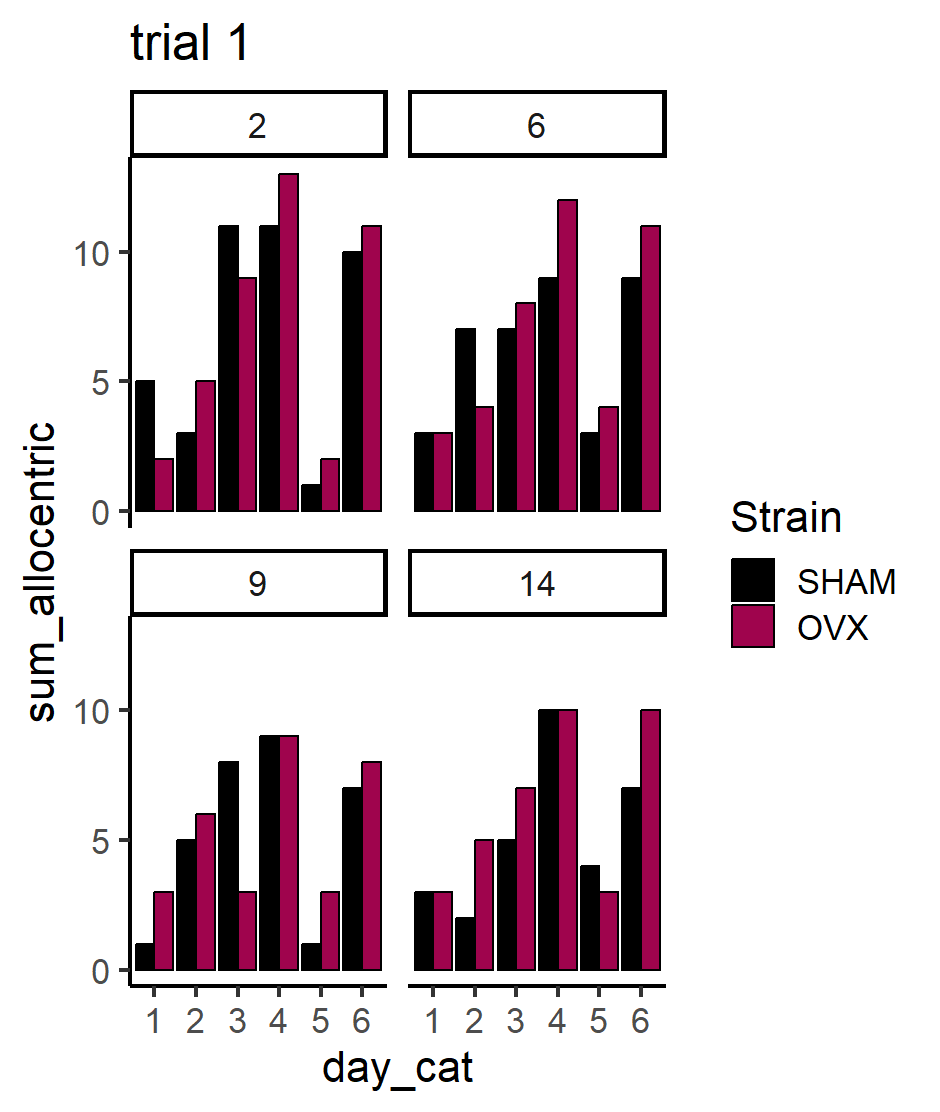 trial 1
2
6
10
5
0
9
14
10
5
0
1 2 3 4 5 6
1 2 3 4 5 6
day_cat
sum_allocentric
Strain
SHAM
OVX